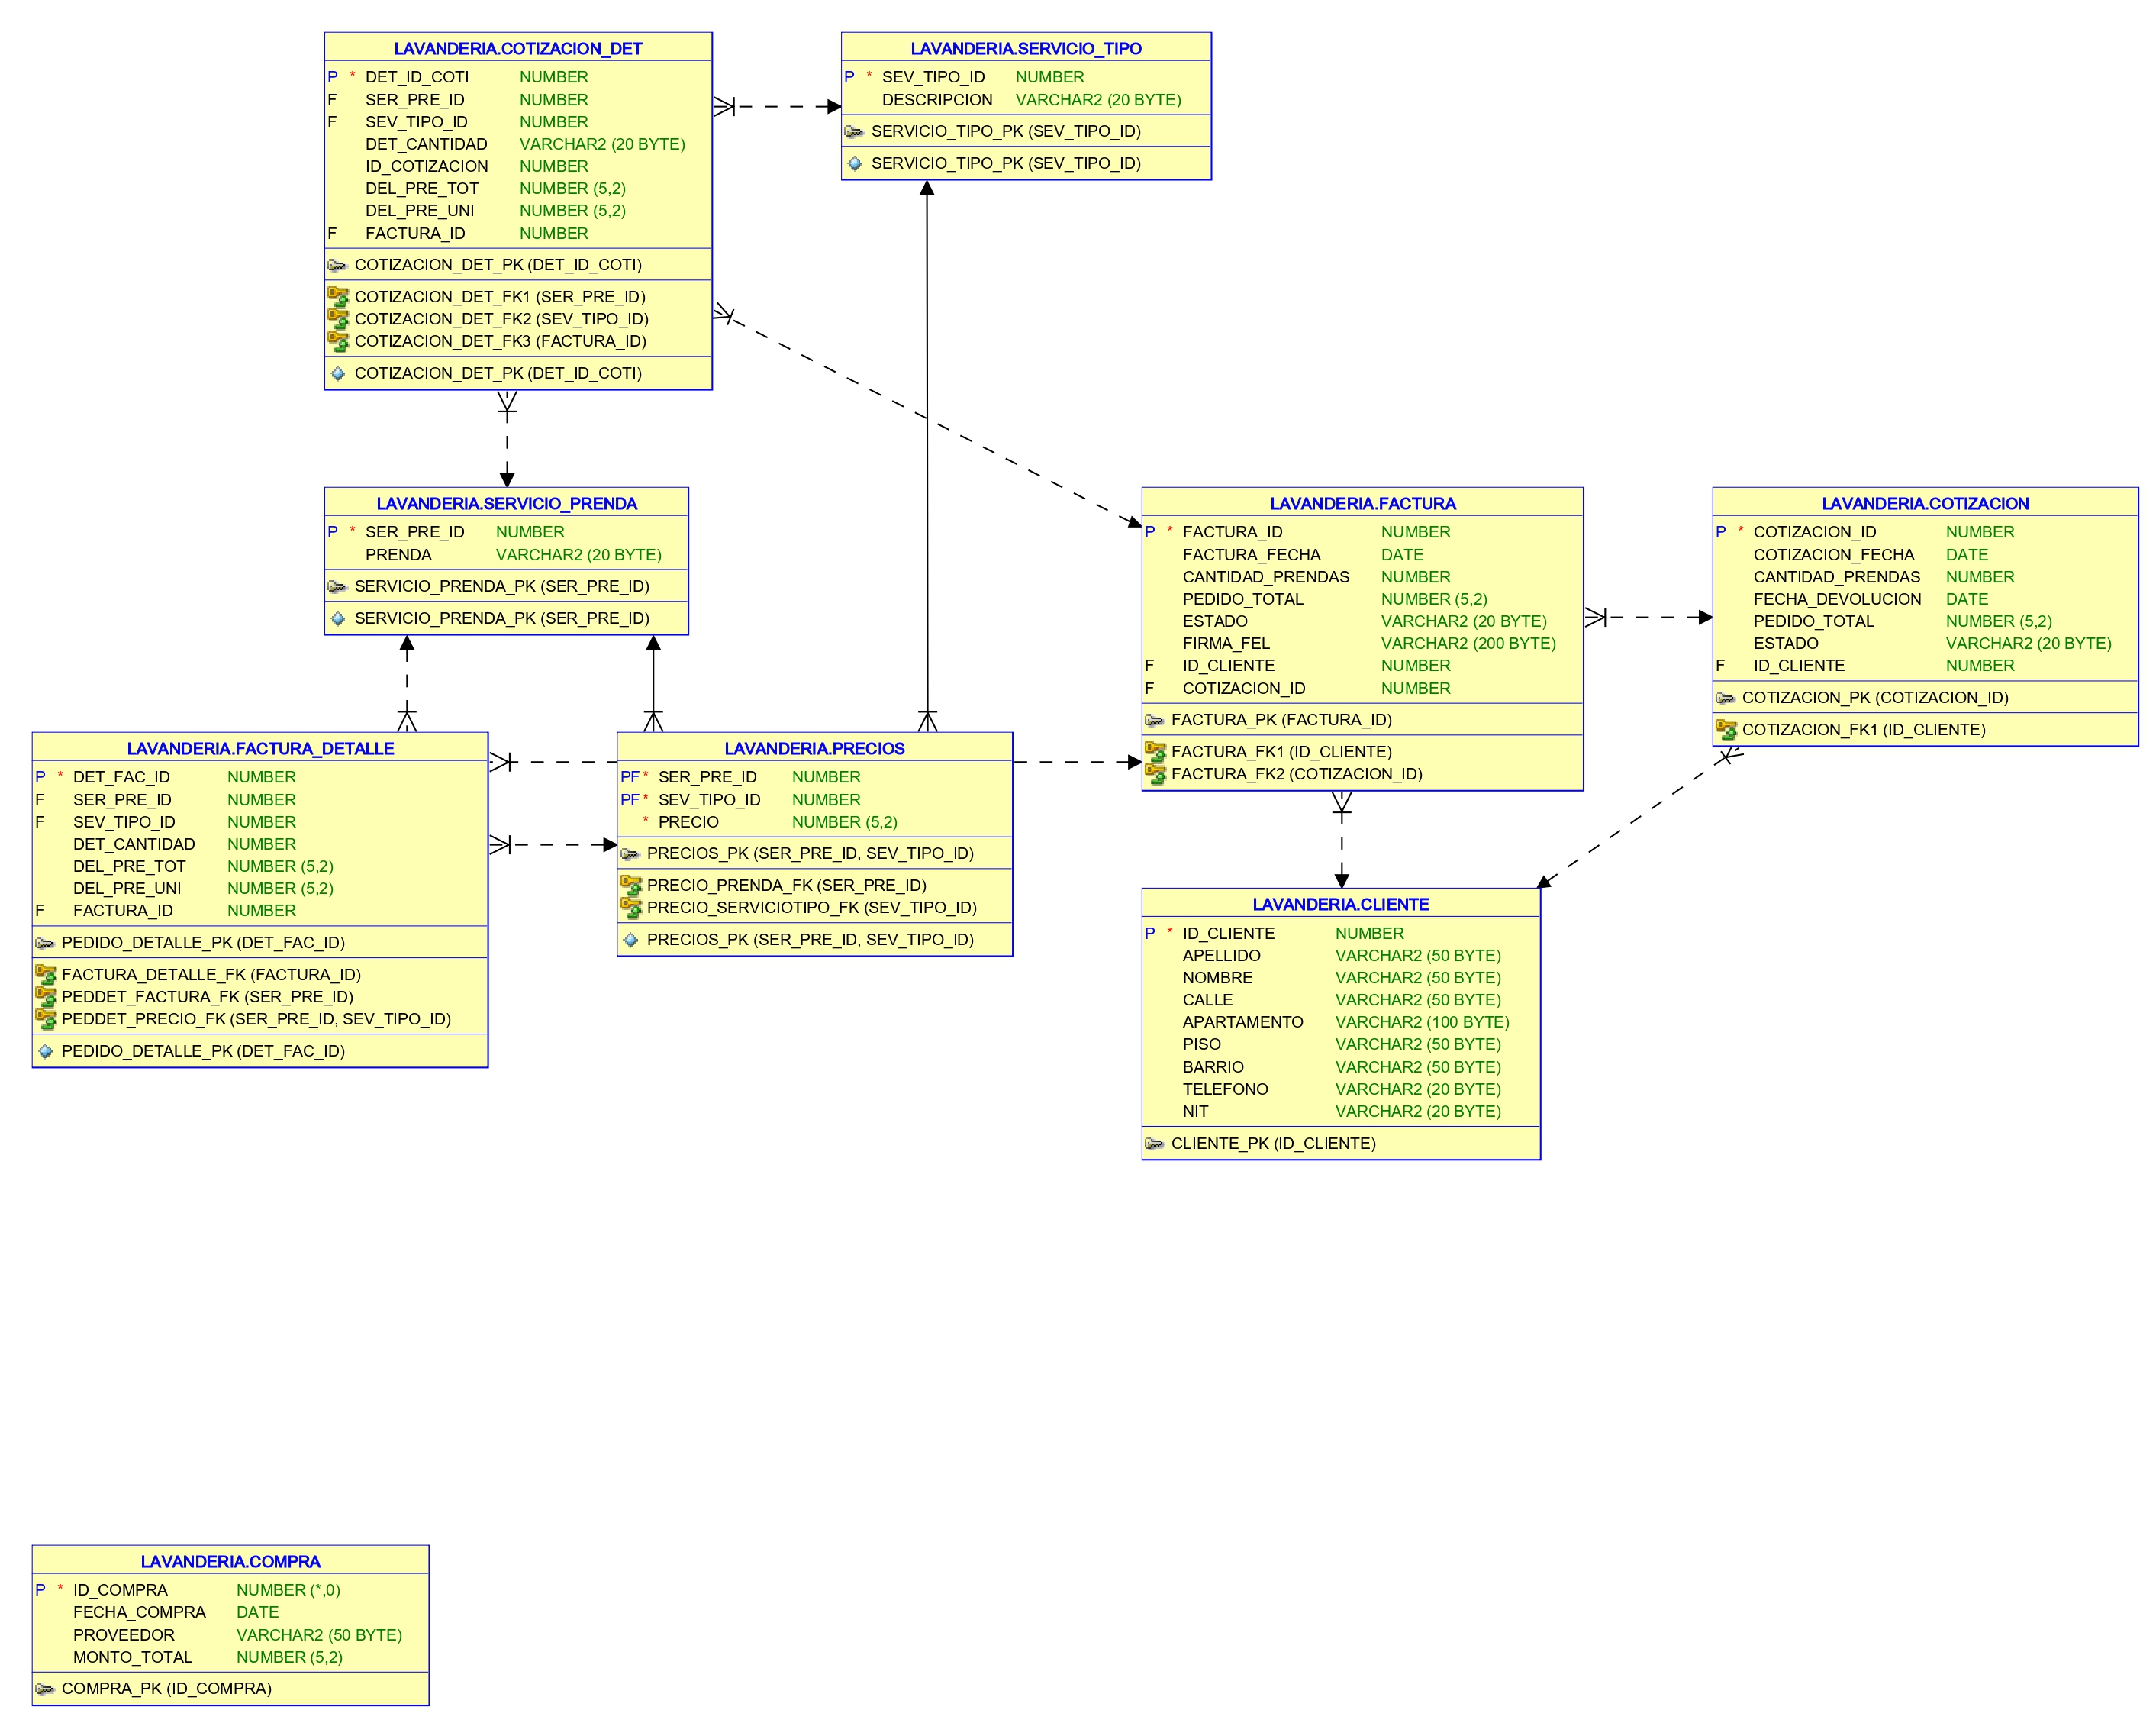 LAVANDERIA.COTIZACION_DET
P * DET_ID_COTI NUMBER
F SER_PRE_ID NUMBER
F SEV_TIPO_ID NUMBER
DET_CANTIDAD VARCHAR2 (20 BYTE)
ID_COTIZACION NUMBER
DEL_PRE_TOT NUMBER (5,2)
DEL_PRE_UNI NUMBER (5,2)
F FACTURA_ID NUMBER
COTIZACION_DET_PK (DET_ID_COTI)
COTIZACION_DET_FK1 (SER_PRE_ID)
COTIZACION_DET_FK2 (SEV_TIPO_ID)
COTIZACION_DET_FK3 (FACTURA_ID)
COTIZACION_DET_PK (DET_ID_COTI)
LAVANDERIA.SERVICIO_TIPO
P * SEV_TIPO_ID NUMBER
DESCRIPCION VARCHAR2 (20 BYTE)
SERVICIO_TIPO_PK (SEV_TIPO_ID)
SERVICIO_TIPO_PK (SEV_TIPO_ID)
LAVANDERIA.SERVICIO_PRENDA
P * SER_PRE_ID NUMBER
PRENDA VARCHAR2 (20 BYTE)
SERVICIO_PRENDA_PK (SER_PRE_ID)
SERVICIO_PRENDA_PK (SER_PRE_ID)
LAVANDERIA.FACTURA
P * FACTURA_ID NUMBER
FACTURA_FECHA DATE
CANTIDAD_PRENDAS NUMBER
PEDIDO_TOTAL NUMBER (5,2)
ESTADO VARCHAR2 (20 BYTE)
FIRMA_FEL VARCHAR2 (200 BYTE)
F ID_CLIENTE NUMBER
F COTIZACION_ID NUMBER
FACTURA_PK (FACTURA_ID)
FACTURA_FK1 (ID_CLIENTE)
FACTURA_FK2 (COTIZACION_ID)
LAVANDERIA.COTIZACION
P * COTIZACION_ID NUMBER
COTIZACION_FECHA DATE
CANTIDAD_PRENDAS NUMBER
FECHA_DEVOLUCION DATE
PEDIDO_TOTAL NUMBER (5,2)
ESTADO VARCHAR2 (20 BYTE)
F ID_CLIENTE NUMBER
COTIZACION_PK (COTIZACION_ID)
COTIZACION_FK1 (ID_CLIENTE)
LAVANDERIA.FACTURA_DETALLE
P * DET_FAC_ID NUMBER
F SER_PRE_ID NUMBER
F SEV_TIPO_ID NUMBER
DET_CANTIDAD NUMBER
DEL_PRE_TOT NUMBER (5,2)
DEL_PRE_UNI NUMBER (5,2)
F FACTURA_ID NUMBER
PEDIDO_DETALLE_PK (DET_FAC_ID)
FACTURA_DETALLE_FK (FACTURA_ID)
PEDDET_FACTURA_FK (SER_PRE_ID)
PEDDET_PRECIO_FK (SER_PRE_ID, SEV_TIPO_ID)
PEDIDO_DETALLE_PK (DET_FAC_ID)
LAVANDERIA.PRECIOS
PF * SER_PRE_ID NUMBER
PF * SEV_TIPO_ID NUMBER
* PRECIO NUMBER (5,2)
PRECIOS_PK (SER_PRE_ID, SEV_TIPO_ID)
PRECIO_PRENDA_FK (SER_PRE_ID)
PRECIO_SERVICIOTIPO_FK (SEV_TIPO_ID)
PRECIOS_PK (SER_PRE_ID, SEV_TIPO_ID)
LAVANDERIA.CLIENTE
P * ID_CLIENTE NUMBER
APELLIDO VARCHAR2 (50 BYTE)
NOMBRE VARCHAR2 (50 BYTE)
CALLE VARCHAR2 (50 BYTE)
APARTAMENTO VARCHAR2 (100 BYTE)
PISO VARCHAR2 (50 BYTE)
BARRIO VARCHAR2 (50 BYTE)
TELEFONO VARCHAR2 (20 BYTE)
NIT VARCHAR2 (20 BYTE)
CLIENTE_PK (ID_CLIENTE)
LAVANDERIA.COMPRA
P * ID_COMPRA NUMBER (*,0)
FECHA_COMPRA DATE
PROVEEDOR VARCHAR2 (50 BYTE)
MONTO_TOTAL NUMBER (5,2)
COMPRA_PK (ID_COMPRA)